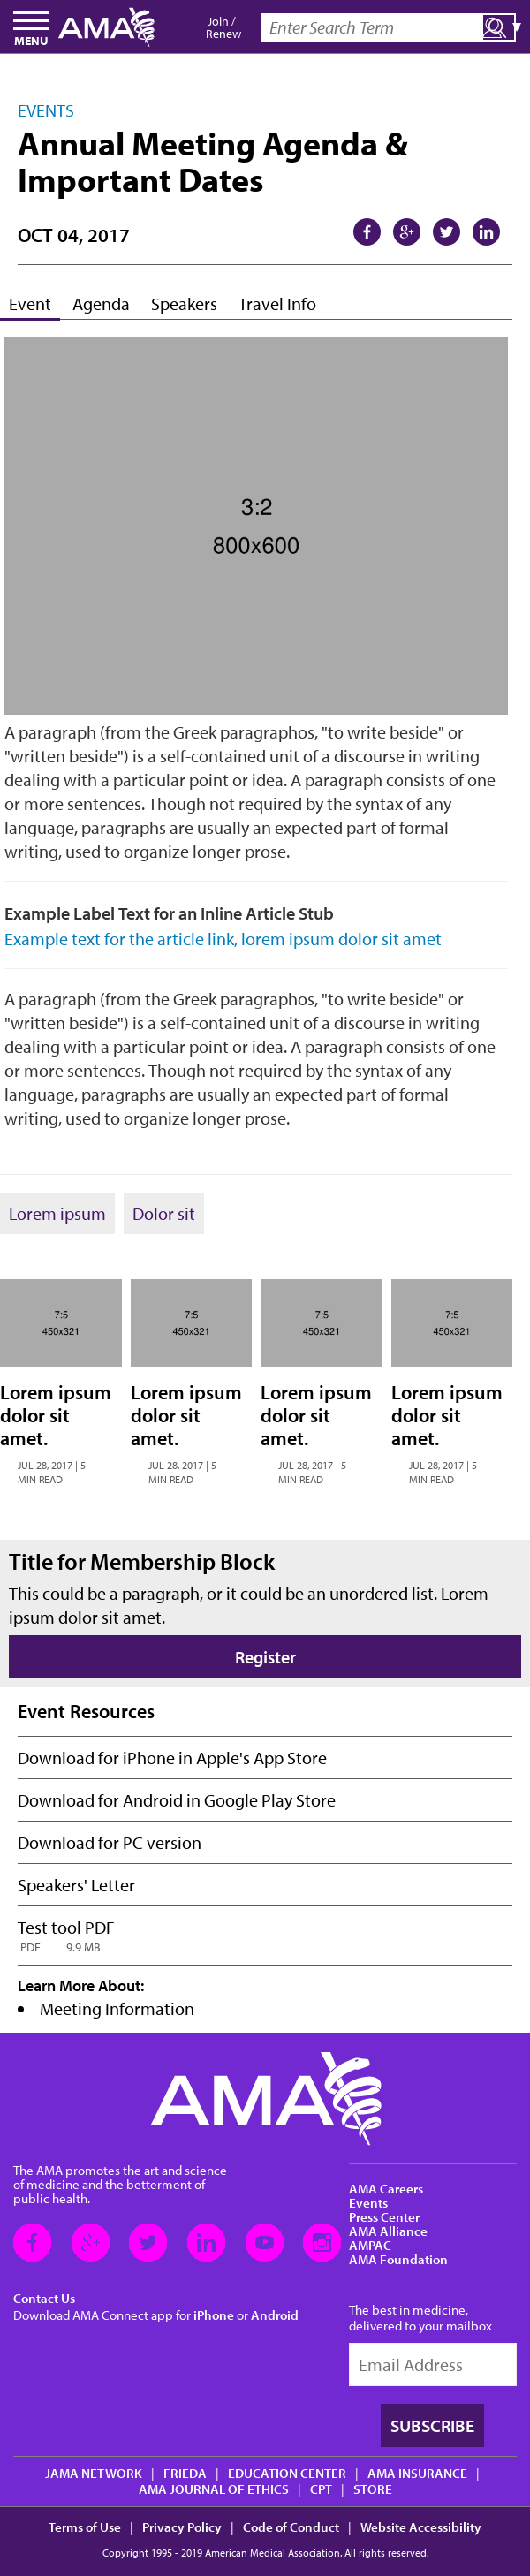 MENU
AMA
Join /
Renew
Enter Search Term
EVENTS
Annual Meeting Agenda &
Important Dates
OCT 04, 2017
Event Agenda Speakers Travel Info
3:2
800x600
A paragraph (from the Greek paragraphos, "to write beside" or
"written beside") is a self-contained unit of a discourse in writing
dealing with a particular point or idea. A paragraph consists of one
or more sentences. Though not required by the syntax of any
language, paragraphs are usually an expected part of formal
writing, used to organize longer prose.
Example Label Text for an Inline Article Stub
Example text for the article link, lorem ipsum dolor sit amet
A paragraph (from the Greek paragraphos, "to write beside" or
"written beside") is a self-contained unit of a discourse in writing
dealing with a particular point or idea. A paragraph consists of one
or more sentences. Though not required by the syntax of any
language, paragraphs are usually an expected part of formal
writing, used to organize longer prose.
Lorem ipsum Dolor sit
7:5
450x321
Lorem ipsum
dolor sit
amet.
JUL 28, 2017 | 5
MIN READ
7:5
450x321
Lorem ipsum
dolor sit
amet.
JUL 28, 2017 | 5
MIN READ
7:5
450x321
Lorem ipsum
dolor sit
amet.
JUL 28, 2017 | 5
MIN READ
7:5
450x321
Lorem ipsum
dolor sit
amet.
JUL 28, 2017 | 5
MIN READ
Title for Membership Block
This could be a paragraph, or it could be an unordered list. Lorem
ipsum dolor sit amet.
Register
Event Resources
Download for iPhone in Apple's App Store
Download for Android in Google Play Store
Download for PC version
Speakers' Letter
Test tool PDF
.PDF 9.9 MB
Learn More About:
• Meeting Information
AMA
The AMA promotes the art and science
of medicine and the betterment of
public health.
Contact Us
Download AMA Connect app for iPhone or Android
AMA Careers
Events
Press Center
AMA Alliance
AMPAC
AMA Foundation
The best in medicine,
delivered to your mailbox
Email Address
SUBSCRIBE
JAMA NETWORK | FRIEDA | EDUCATION CENTER | AMA INSURANCE |
AMA JOURNAL OF ETHICS | CPT | STORE
Terms of Use | Privacy Policy | Code of Conduct | Website Accessibility
Copyright 1995 - 2019 American Medical Association. All rights reserved.